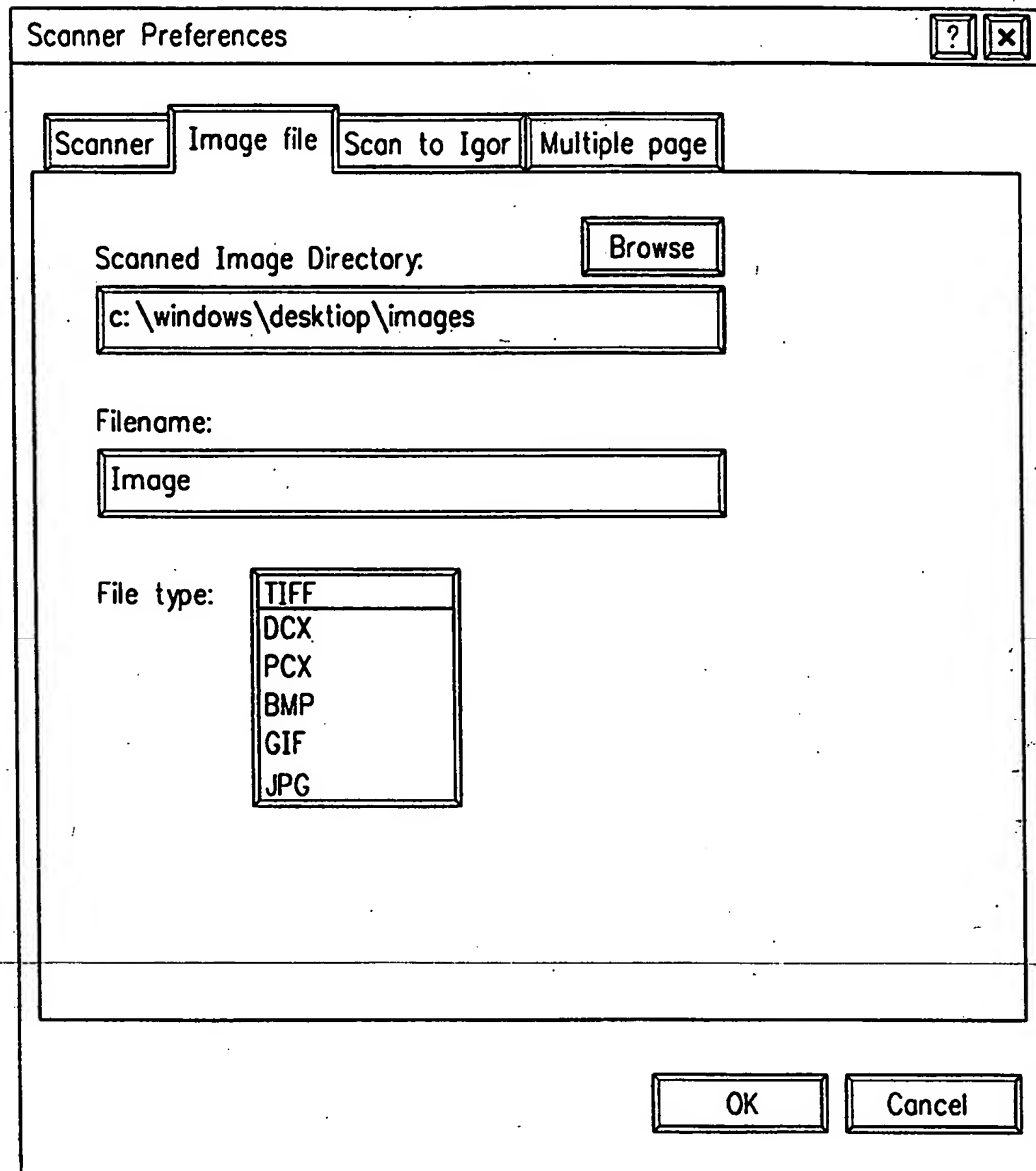 Scanner Preferences ?
Scanner Image file Scan to Igor Multiple page
Scanned Image Directory: Browse
c: \windows\desktiop\images
Filename:
Image
File type: TIFF
DCX
PCX
BMP
GIF
JPG
OK Cancel